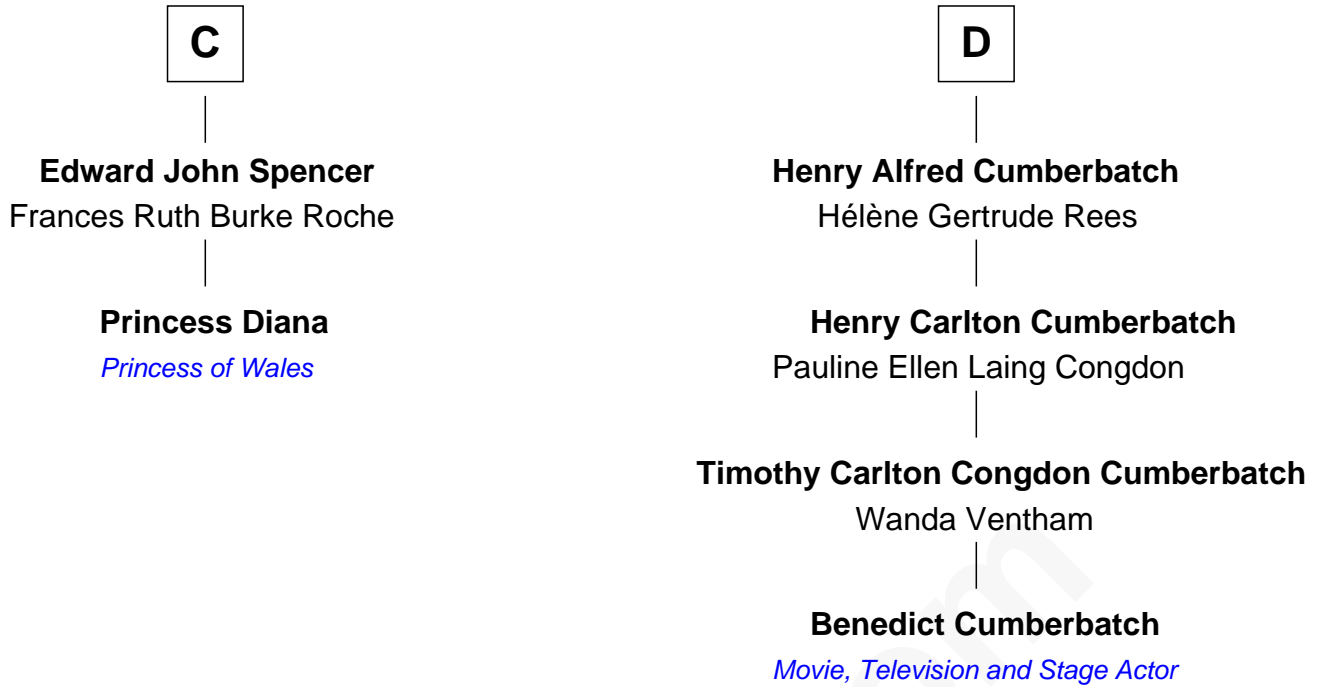 C
Edward John Spencer
Frances Ruth Burke Roche
Princess Diana
Princess of Wales
D
Henry Alfred Cumberbatch
Hélène Gertrude Rees
Henry Carlton Cumberbatch
Pauline Ellen Laing Congdon
Timothy Carlton Congdon Cumberbatch
Wanda Ventham
Benedict Cumberbatch
Movie, Television and Stage Actor